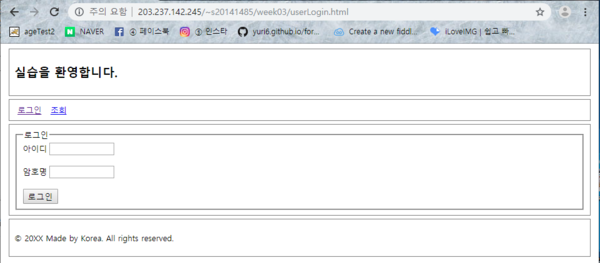 주의 요함 | 203.237.142.245/~s20141485/week03/userLogin.html
ageTest2 NAVER ④ 페이스북 ③ 인스타 yuri6.github.io/for... Create a new fiddl... iLoveIMG | 쉽고 빠...
실습을 환영합니다.
로그인 조회
로그인
아이디
암호명
로그인
© 20XX Made by Korea. All rights reserved.